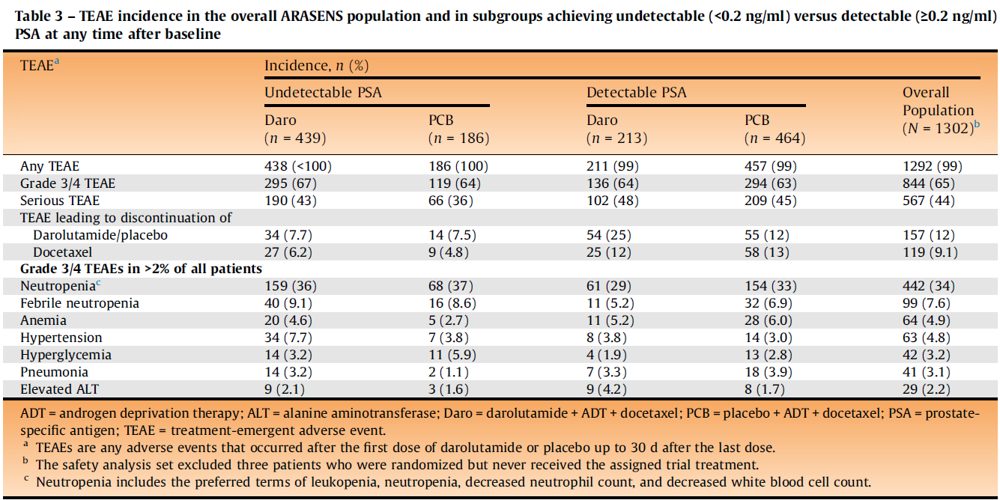 Table 3 – TEAE incidence in the overall ARASENS population and in subgroups achieving undetectable (<0.2 ng/ml) versus detectable (≥0.2 ng/ml)
PSA at any time after baseline
TEAEa Incidence, n (%)
Undetectable PSA Detectable PSA Overall
Population
(N = 1302)b
Daro PCB Daro PCB
(n = 439) (n = 186) (n = 213) (n = 464)
Any TEAE 438 (<100) 186 (100) 211 (99) 457 (99) 1292 (99)
Grade 3/4 TEAE 295 (67) 119 (64) 136 (64) 294 (63) 844 (65)
Serious TEAE 190 (43) 66 (36) 102 (48) 209 (45) 567 (44)
TEAE leading to discontinuation of
Darolutamide/placebo 34 (7.7) 14 (7.5) 54 (25) 55 (12) 157 (12)
Docetaxel 27 (6.2) 9 (4.8) 25 (12) 58 (13) 119 (9.1)
Grade 3/4 TEAEs in >2% of all patients
Neutropeniac 159 (36) 68 (37) 61 (29) 154 (33) 442 (34)
Febrile neutropenia 40 (9.1) 16 (8.6) 11 (5.2) 32 (6.9) 99 (7.6)
Anemia 20 (4.6) 5 (2.7) 11 (5.2) 28 (6.0) 64 (4.9)
Hypertension 34 (7.7) 7 (3.8) 8 (3.8) 14 (3.0) 63 (4.8)
Hyperglycemia 14 (3.2) 11 (5.9) 4 (1.9) 13 (2.8) 42 (3.2)
Pneumonia 14 (3.2) 2 (1.1) 7 (3.3) 18 (3.9) 41 (3.1)
Elevated ALT 9 (2.1) 3 (1.6) 9 (4.2) 8 (1.7) 29 (2.2)
ADT = androgen deprivation therapy; ALT = alanine aminotransferase; Daro = darolutamide + ADT + docetaxel; PCB = placebo + ADT + docetaxel; PSA = prostate-
specific antigen; TEAE = treatment-emergent adverse event.
a TEAEs are any adverse events that occurred after the first dose of darolutamide or placebo up to 30 d after the last dose.
b The safety analysis set excluded three patients who were randomized but never received the assigned trial treatment.
c Neutropenia includes the preferred terms of leukopenia, neutropenia, decreased neutrophil count, and decreased white blood cell count.